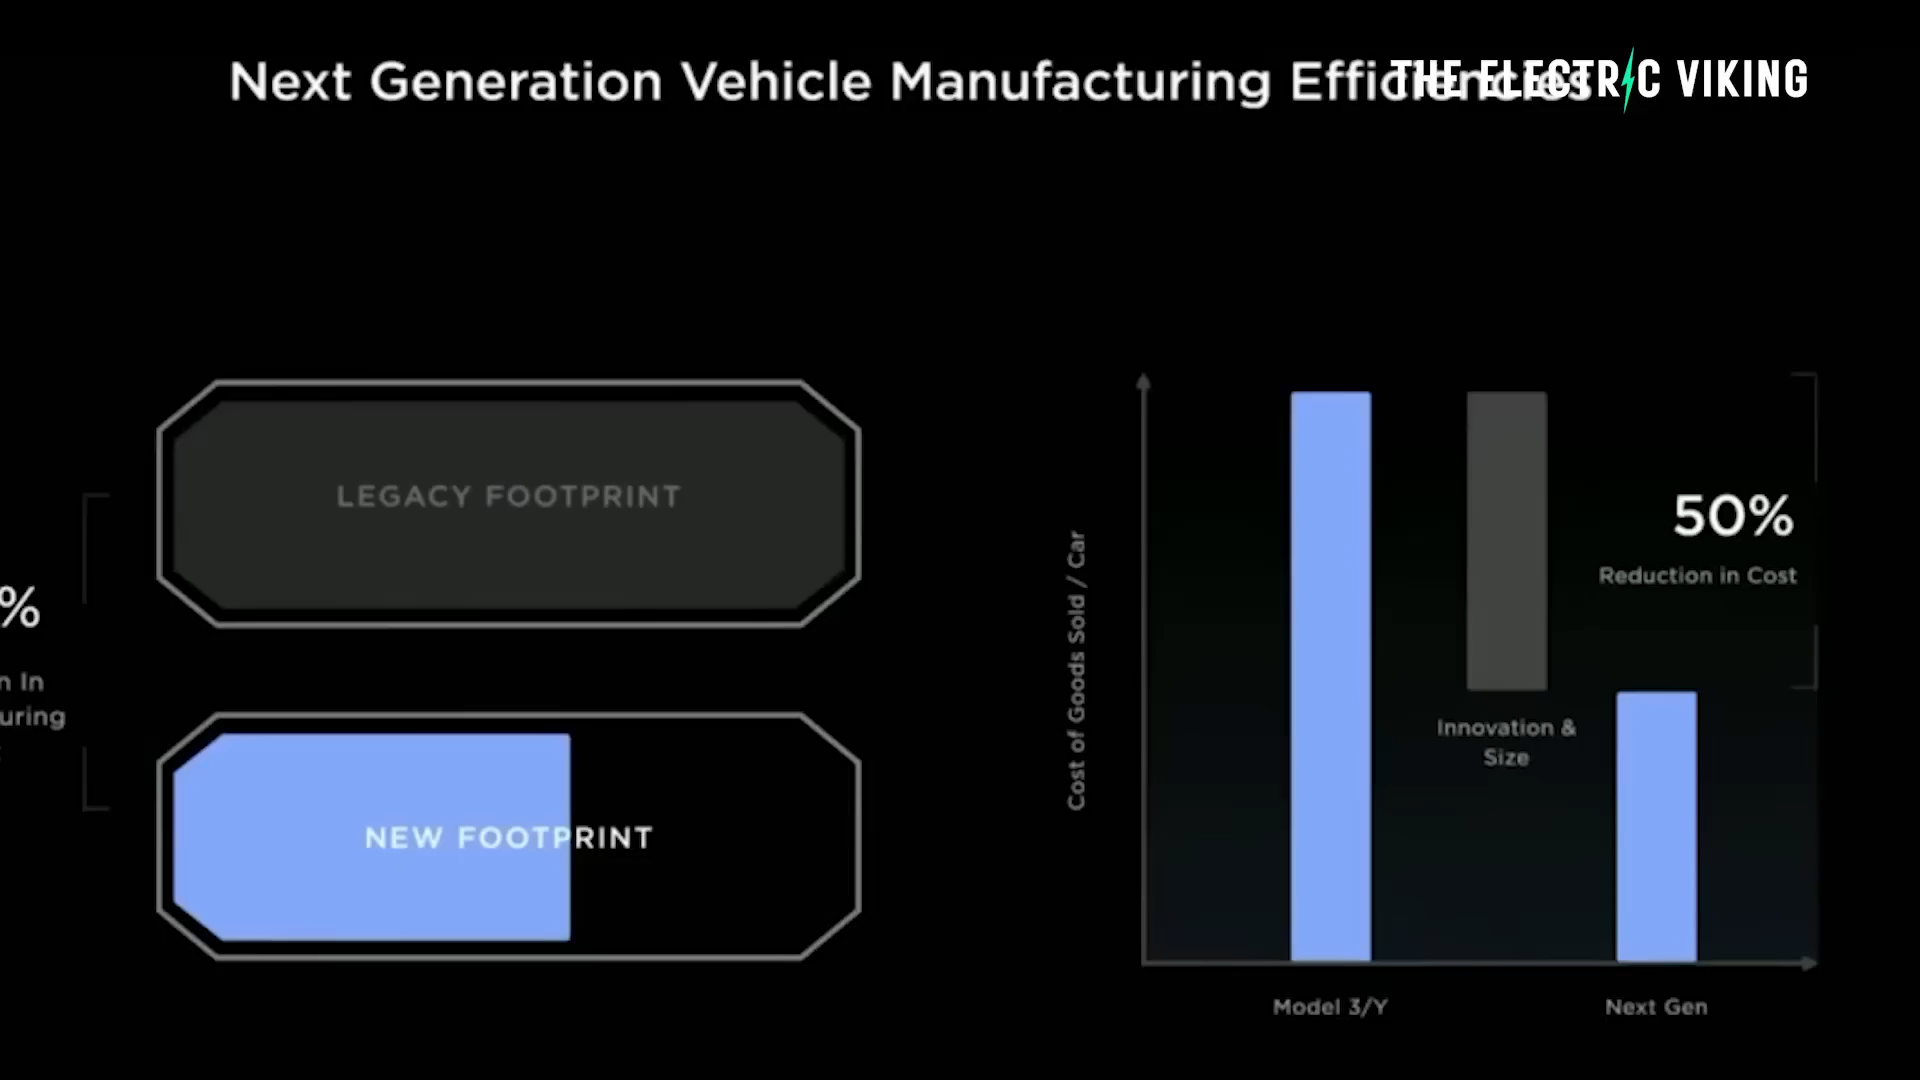 Next Generation Vehicle Manufacturing Efficiencies
THE ELECTRIC VIKING
%
n In
uring
LEGACY FOOTPRINT
NEW FOOTPRINT
Cost of Goods Sold / Car
50%
Reduction in Cost
Innovation &
Size
Model 3/Y
Next Gen